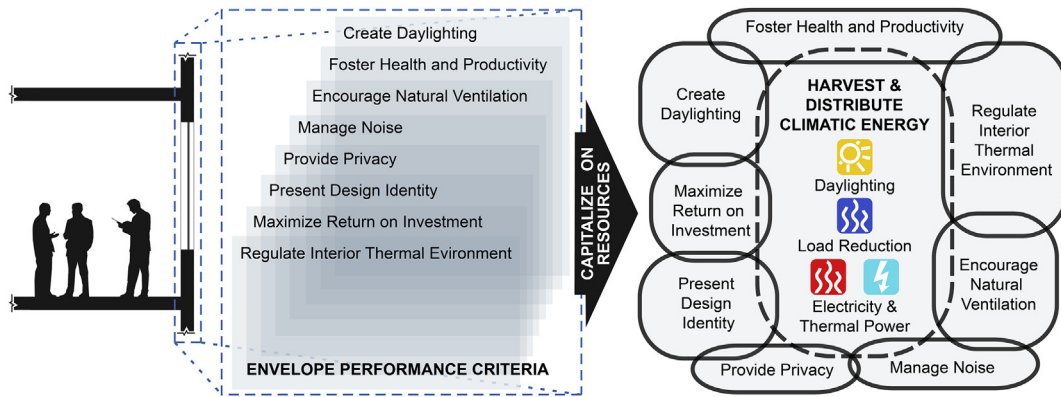 Create Daylighting
Foster Health and Productivity
Encourage Natural Ventilation
Manage Noise
Provide Privacy
Present Design Identity
Maximize Return on Investment
Regulate Interior Thermal Evironment
ENVELOPE PERFORMANCE CRITERIA
CAPITALIZE ON
RESOURCES
Foster Health and Productivity
Create
Daylighting
Maximize
Return on
Investment
Present
Design
Identity
HARVEST &
DISTRIBUTE
CLIMATIC ENERGY
Daylighting
Load Reduction
Electricity &
Thermal Power
Regulate
Interior
Thermal
Environment
Encourage
Natural
Ventilation
Provide Privacy
Manage Noise